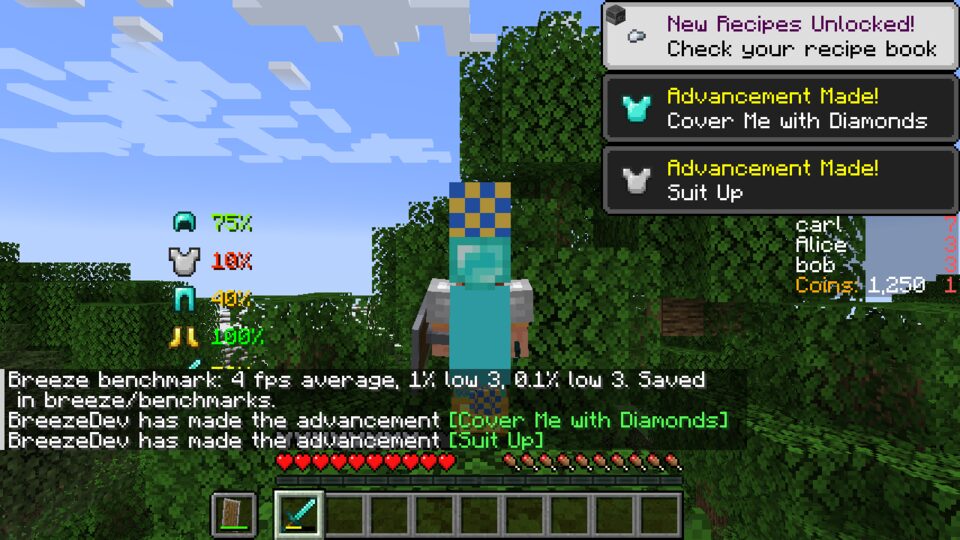 New Recipes Unlocked!
Check your recipe book
Advancement Made!
Cover Me with Diamonds
Advancement Made!
Suit Up
75%
10%
40%
100%
carl
Alice
bob
Coins: 1,250 1
Breeze benchmark: 4 fps average, 1% low 3, 0.1% low 3. Saved
in breeze/benchmarks.
BreezeDev has made the advancement [Cover Me with Diamonds]
BreezeDev has made the advancement [Suit Up]